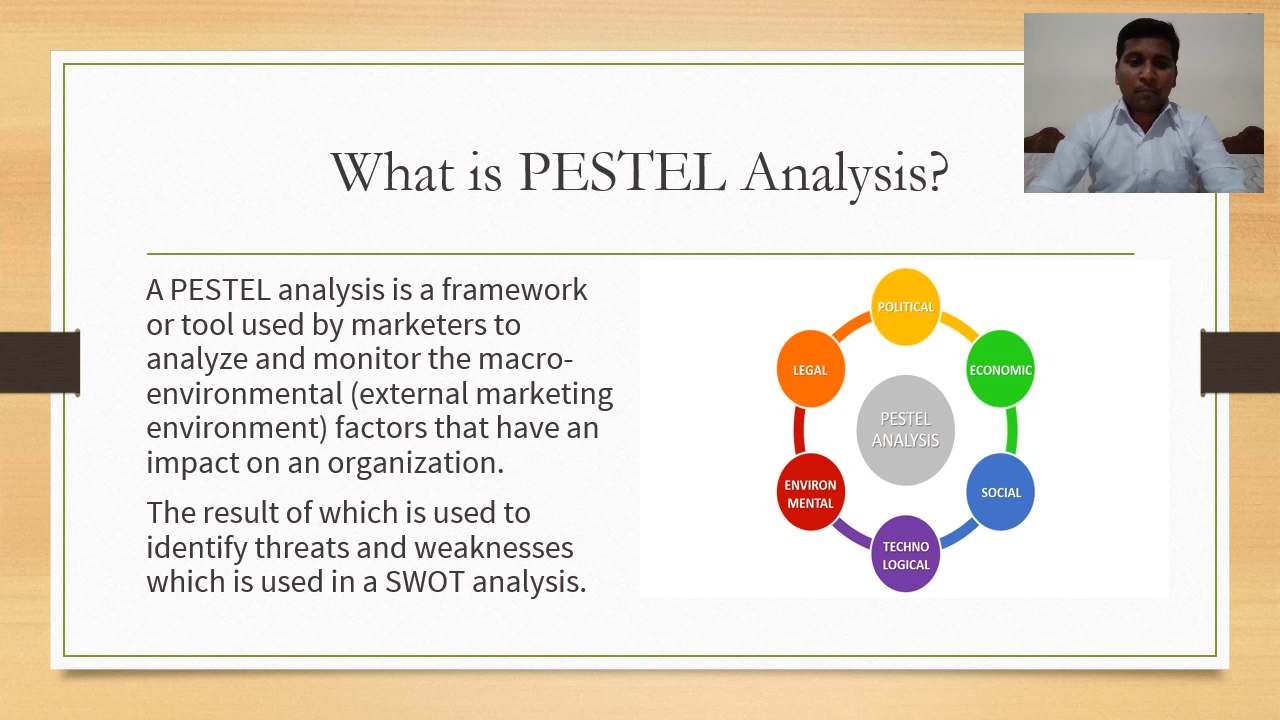 What is PESTEL Analysis?
A PESTEL analysis is a framework
or tool used by marketers to
analyze and monitor the macro-
environmental (external marketing
environment) factors that have an
impact on an organization.
The result of which is used to
identify threats and weaknesses
which is used in a SWOT analysis.
POLITICAL
ECONOMIC
SOCIAL
TECHNO
LOGICAL
ENVIRON
MENTAL
LEGAL
PESTEL
ANALYSIS